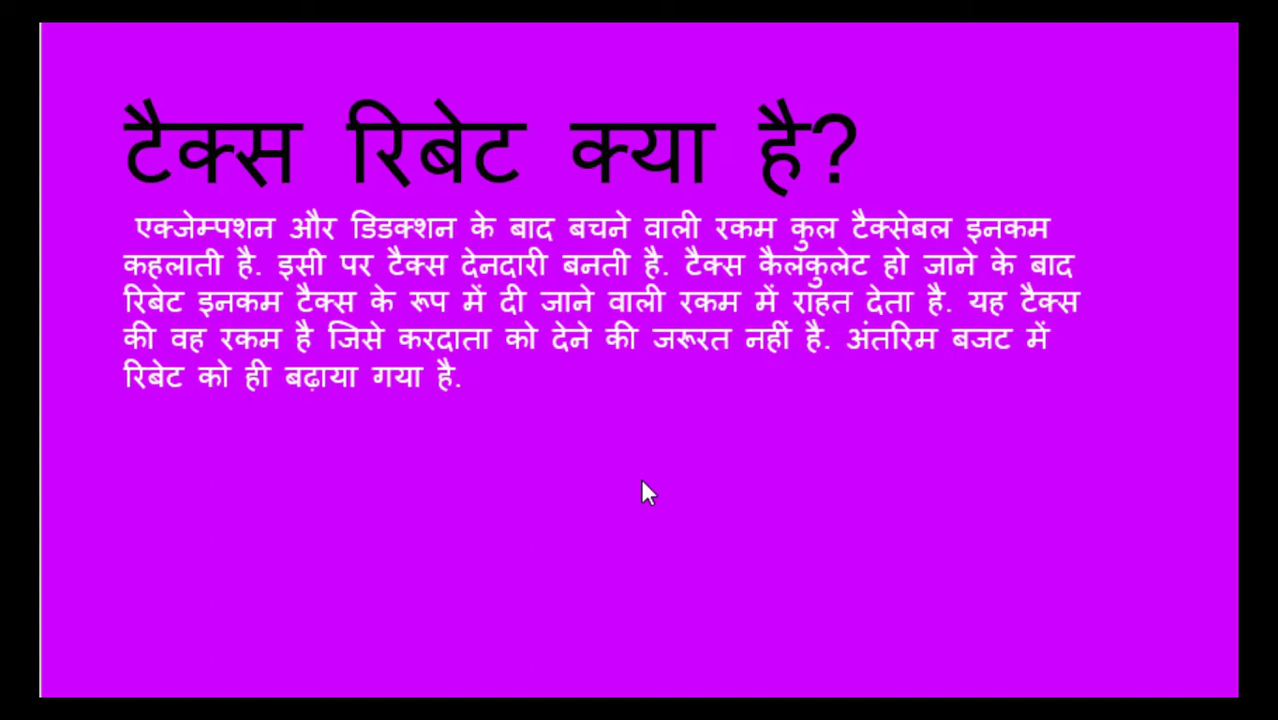 टैक्स रिबेट क्या है?
एक्जेम्पशन और डिडक्शन के बाद बचने वाली रकम कुल टैक्सेबल इनकम
कहलाती है. इसी पर टैक्स देनदारी बनती है. टैक्स कैलकुलेट हो जाने के बाद
रिबेट इनकम टैक्स के रूप में दी जाने वाली रकम में राहत देता है. यह टैक्स
की वह रकम है जिसे करदाता को देने की जरूरत नहीं है. अंतरिम बजट में
रिबेट को ही बढ़ाया गया है.